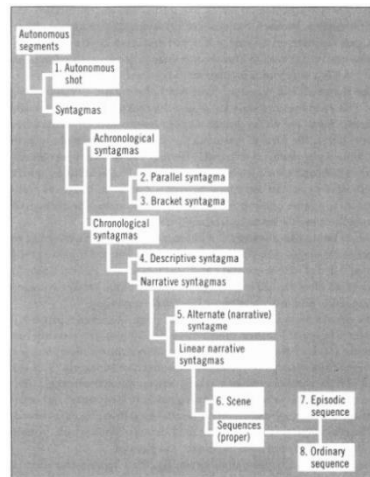 Autonomous
segments
1. Autonomous
shot
Syntagmas
Achronological
syntagmas
2. Parallel syntagma
3. Bracket syntagma
Chronological
syntagmas
4. Descriptive syntagma
Narrative syntagmas
5. Alternate (narrative)
syntagme
Linear narrative
syntagmas
6. Scene
Sequences
(proper)
7. Episodic
sequence
8. Ordinary
sequence